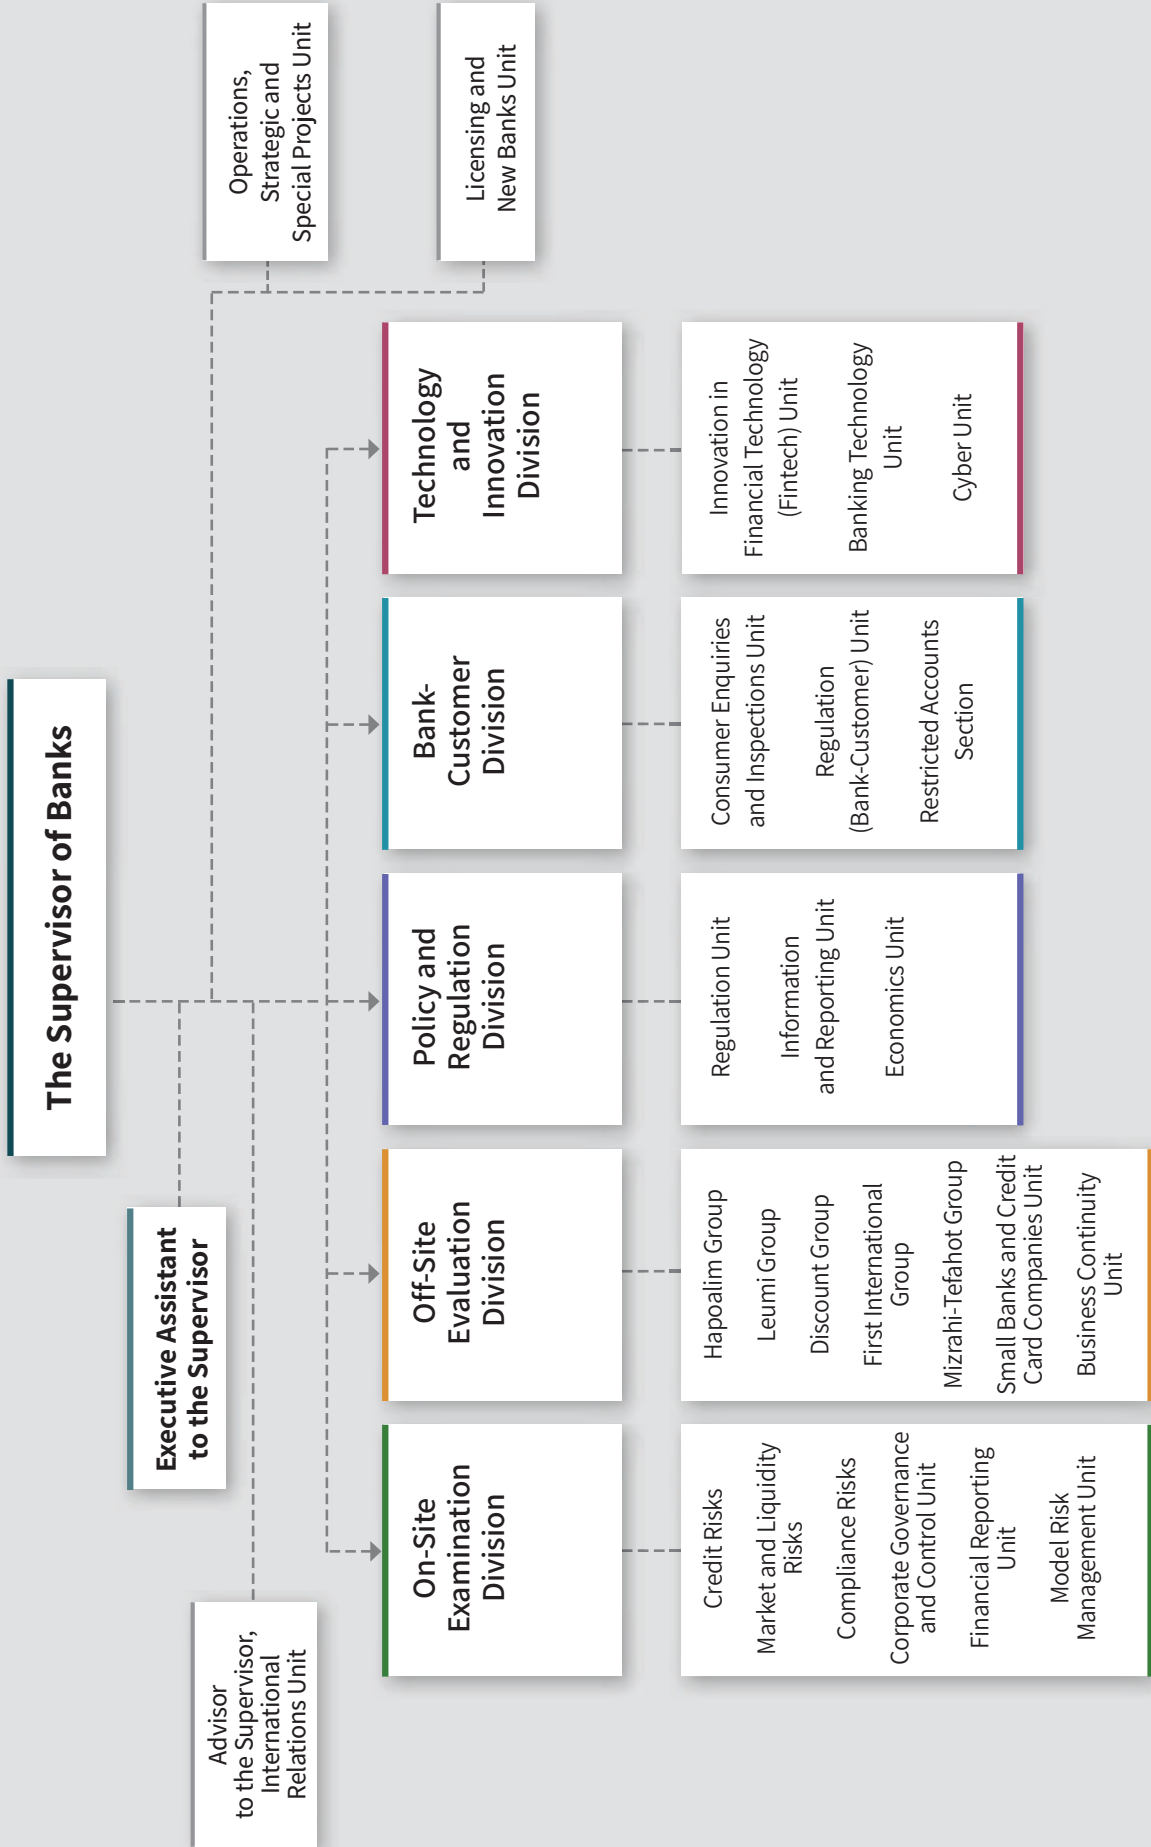 The Supervisor of Banks
Executive Assistant
to the Supervisor
Advisor
to the Supervisor,
International
Relations Unit
Operations,
Strategic and
Special Projects Unit
Licensing and
New Banks Unit
On-Site
Examination
Division
Off-Site
Evaluation
Division
Policy and
Regulation
Division
Bank-
Customer
Division
Technology
and
Innovation
Division
Credit Risks
Market and Liquidity
Risks
Compliance Risks
Corporate Governance
and Control Unit
Financial Reporting
Unit
Model Risk
Management Unit
Hapoalim Group
Leumi Group
Discount Group
First International
Group
Mizrahi-Tefahot Group
Small Banks and Credit
Card Companies Unit
Business Continuity
Unit
Regulation Unit
Information
and Reporting Unit
Economics Unit
Consumer Enquiries
and Inspections Unit
Regulation
(Bank-Customer) Unit
Restricted Accounts
Section
Innovation in
Financial Technology
(Fintech) Unit
Banking Technology
Unit
Cyber Unit